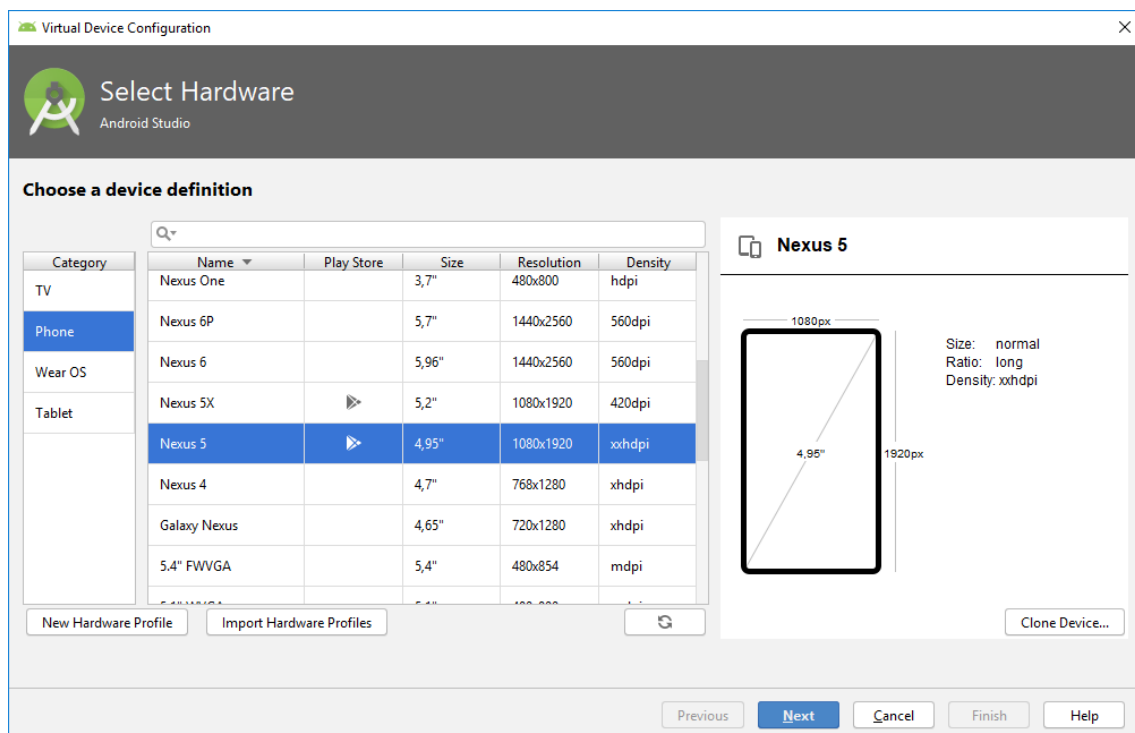 Virtual Device Configuration
Select Hardware
Android Studio
Choose a device definition
Category
TV
Phone
Wear OS
Tablet
Name Play Store Size Resolution Density
Nexus One 3,7" 480x800 hdpi
Nexus 6P 5,7" 1440x2560 560dpi
Nexus 6 5,96" 1440x2560 560dpi
Nexus 5X 5,2" 1080x1920 420dpi
Nexus 5 4,95" 1080x1920 xxhdpi
Nexus 4 4,7" 768x1280 xhdpi
Galaxy Nexus 4,65" 720x1280 xhdpi
5.4" FWVGA 5,4" 480x854 mdpi
New Hardware Profile
Import Hardware Profiles
Nexus 5
1080px
4,95"
1920px
Size: normal
Ratio: long
Density: xxhdpi
Clone Device...
Previous
Next
Cancel
Finish
Help